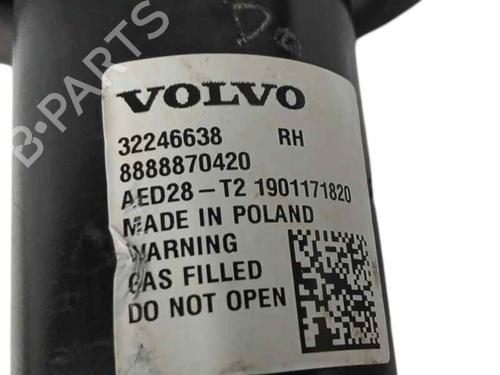 B-PARTS
VOLVO
32246638 RH
8888870420
AED28-T2 1901171820
MADE IN POLAND
WARNING
GAS FILLED
DO NOT OPEN